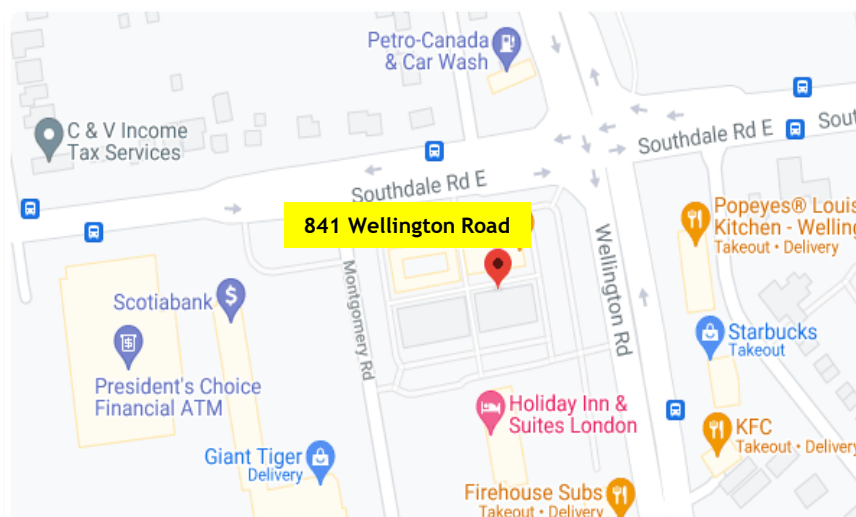 Petro-Canada
& Car Wash
C & V Income
Tax Services
Southdale Rd E
Sout
Southdale Rd E
841 Wellington Road
Popeyes® Louis
Kitchen - Welling
Takeout • Delivery
Wellington Rd
Montgomery Rd
Scotiabank
President's Choice
Financial ATM
Starbucks
Takeout
Holiday Inn &
Suites London
KFC
Takeout • Delivery
Giant Tiger
Delivery
Firehouse Subs
Takeout • Delivery